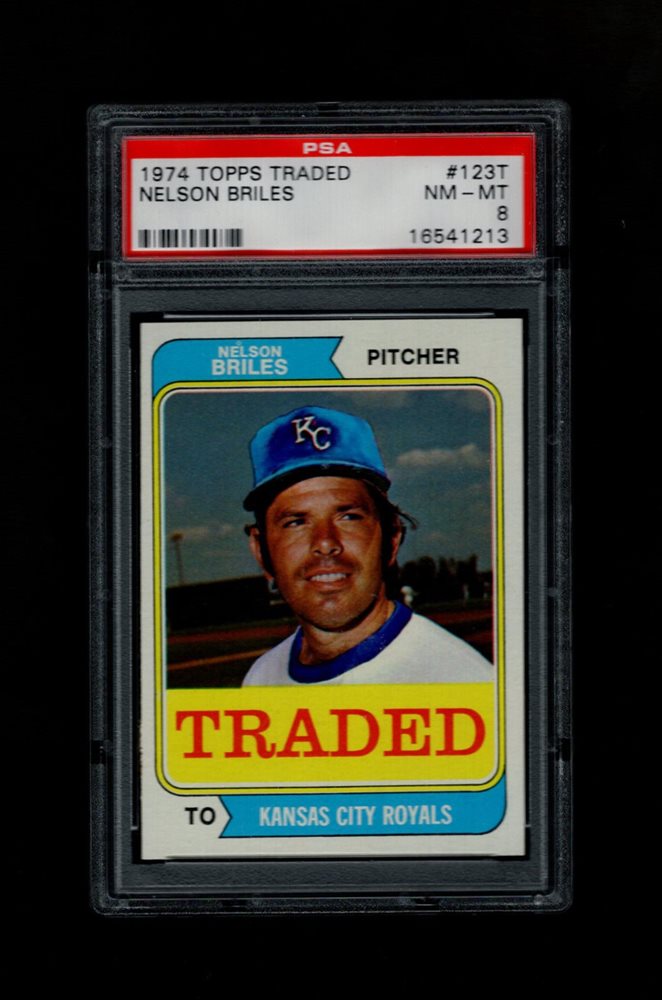 PSA
1974 TOPPS TRADED #123T
NELSON BRILES NM - MT
8
16541213
NELSON
BRILES
PITCHER
KC
TRADED
TO KANSAS CITY ROYALS